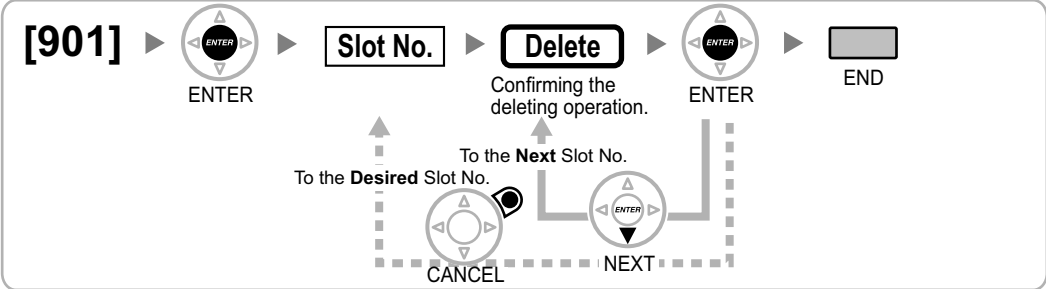 [901]
ENTER
ENTER
Slot No.
Delete
Confirming the
deleting operation.
ENTER
ENTER
END
To the Next Slot No.
To the Desired Slot No.
CANCEL
ENTER
NEXT